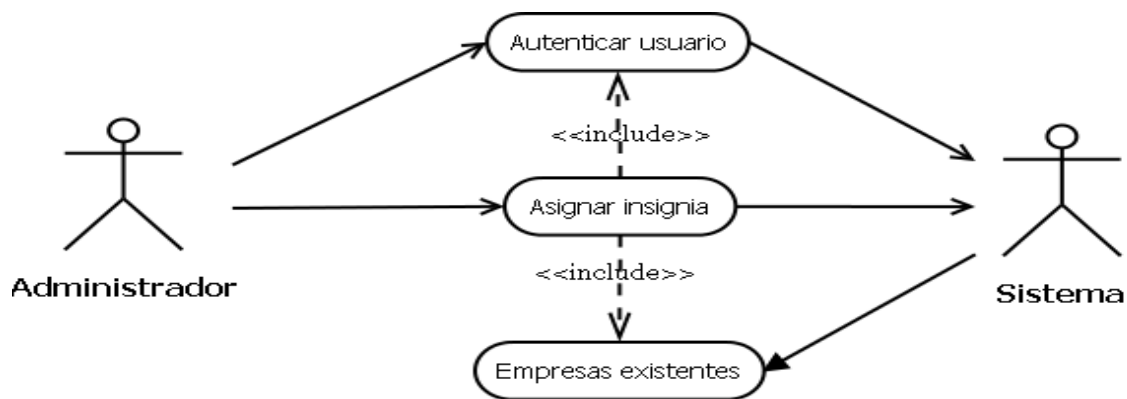 Autenticar usuario
<<include>>
Asignar insignia
<<include>>
Administrador
Sistema
Empresas existentes